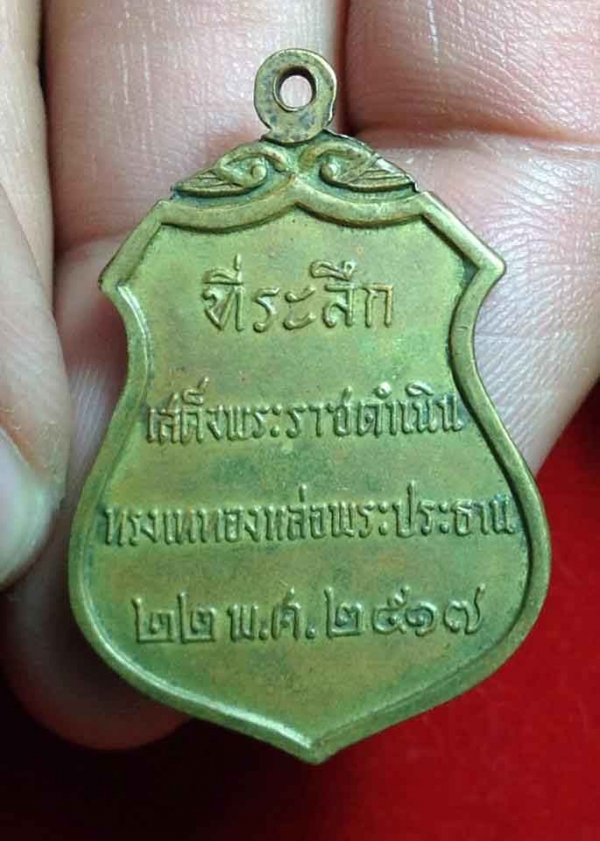 ที่ระลึก
เสด็จพระราชดำเนิน
ทรงเททองหล่อพระประธาน
๒๒ พ.ศ. ๒๕๑๗